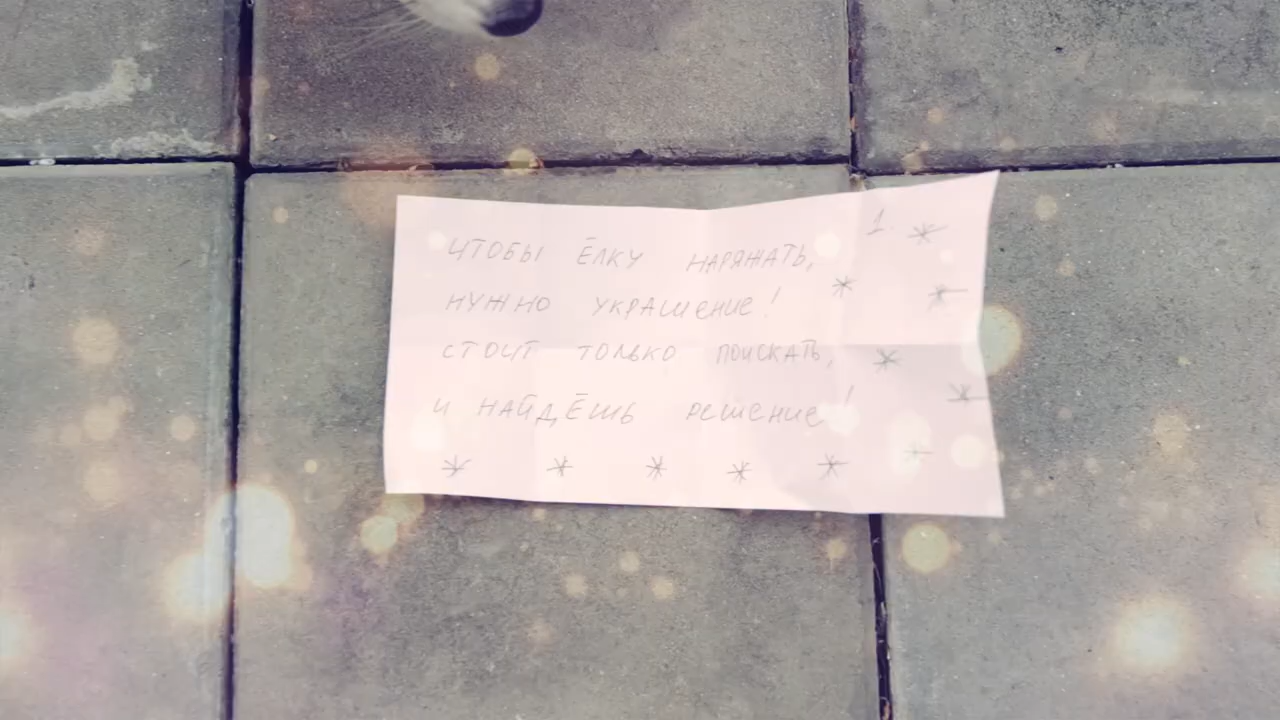 1.
ЧТОБЫ ЁЛКУ НАРЯЖАТЬ,
НУЖНО УКРАШЕНИЕ!
СТОИТ ТОЛЬКО ПОИСКАТЬ,
И НАЙДЁШЬ РЕШЕНИЕ!